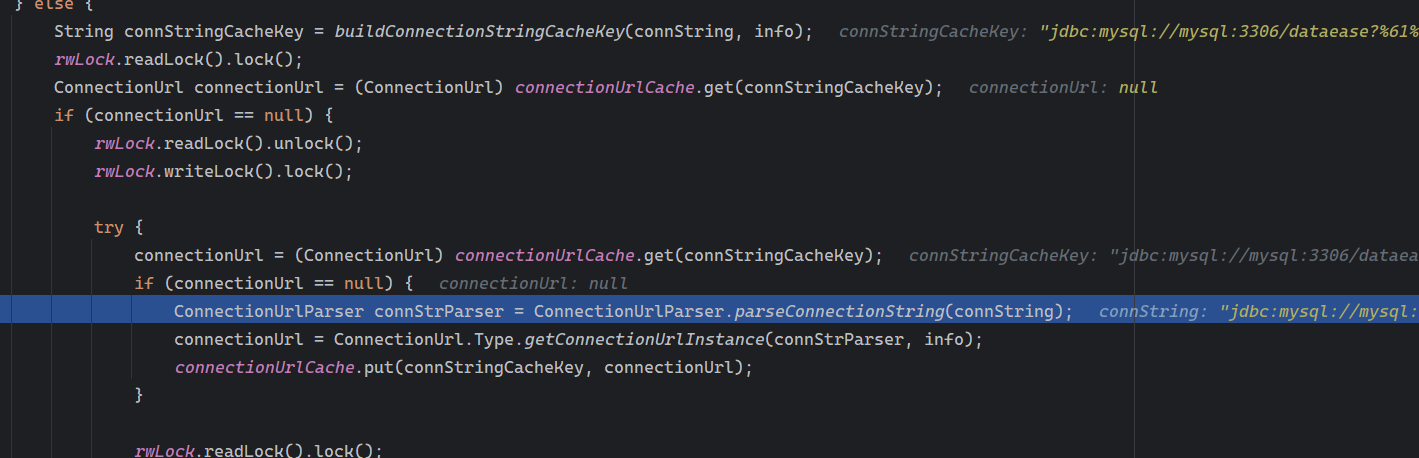 } else {
String connStringCacheKey = buildConnectionStringCacheKey(connString, info); connStringCacheKey: "jdbc:mysql://mysql:3306/dataease?%61%
rwLock.readLock().lock();
ConnectionUrl connectionUrl = (ConnectionUrl) connectionUrlCache.get(connStringCacheKey); connectionUrl: null
if (connectionUrl == null) {
rwLock.readLock().unlock();
rwLock.writeLock().lock();
try {
connectionUrl = (ConnectionUrl) connectionUrlCache.get(connStringCacheKey); connStringCacheKey: "jdbc:mysql://mysql:3306/dataea
if (connectionUrl == null) { connectionUrl: null
ConnectionUrlParser connStrParser = ConnectionUrlParser.parseConnectionString(connString); connString: "jdbc:mysql://mysql:
connectionUrl = ConnectionUrl.Type.getConnectionUrlInstance(connStrParser, info);
connectionUrlCache.put(connStringCacheKey, connectionUrl);
}
rwLock.readLock().lock();